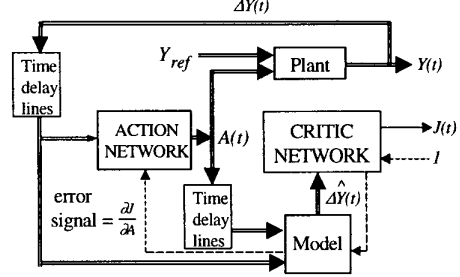 ΔY(t)
Time
delay
lines
Y_ref
Plant
Y(t)
ACTION
NETWORK
A(t)
CRITIC
NETWORK
J(t)
1
error
signal = ∂J/∂A
Time
delay
lines
ΔŶ(t)
Model